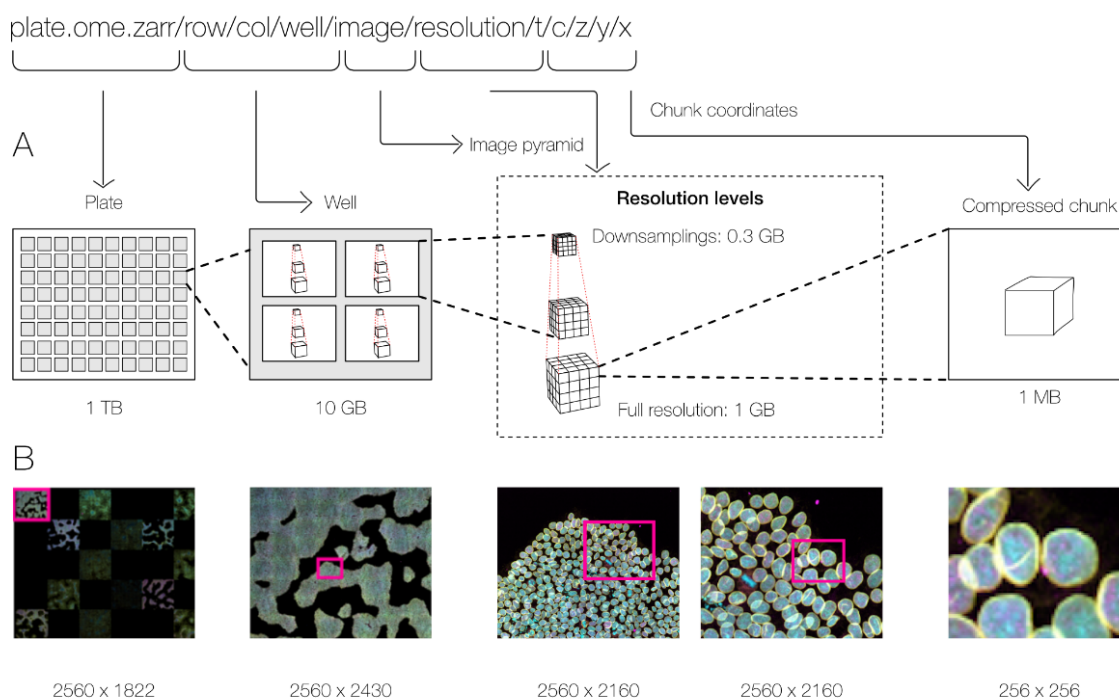 plate.ome.zarr/row/col/well/image/resolution/t/c/z/y/x
Chunk coordinates
A
Image pyramid
Plate
Well
Resolution levels
Compressed chunk
Downsamplings: 0.3 GB
Full resolution: 1 GB
1 TB
10 GB
1 MB
B
2560 x 1822
2560 x 2430
2560 x 2160
2560 x 2160
256 x 256